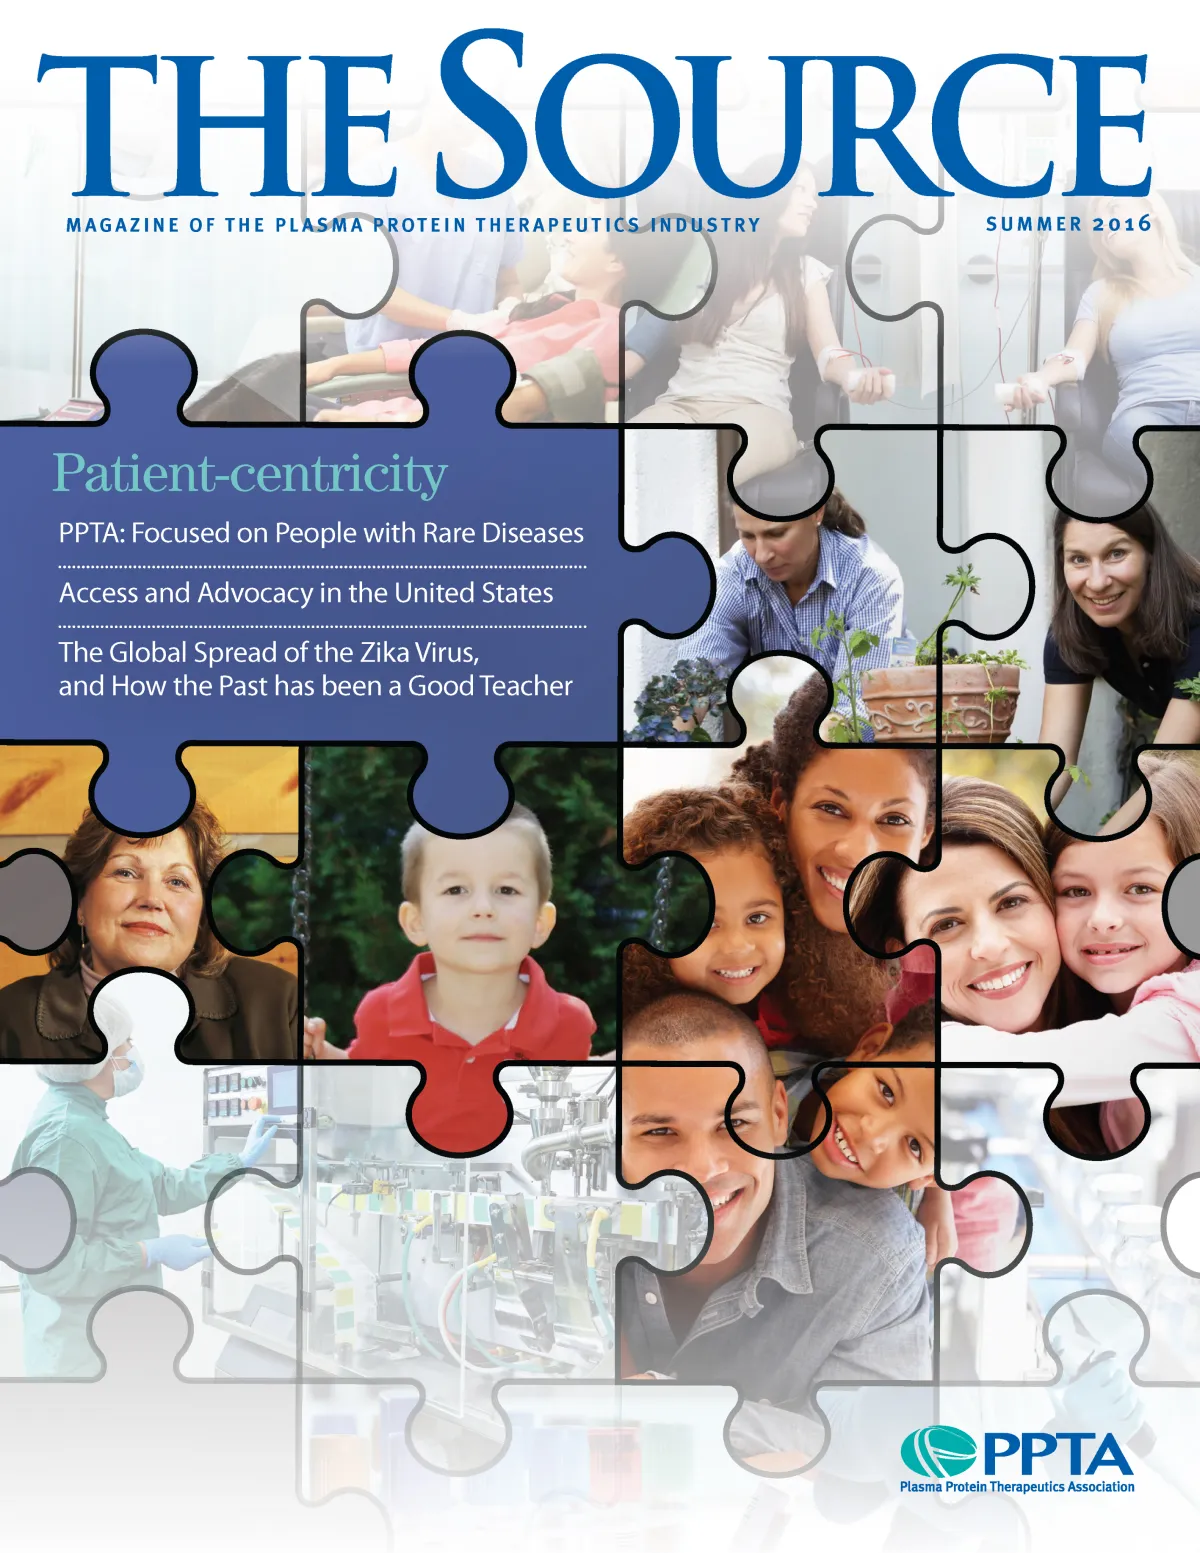 THE SOURCE
MAGAZINE OF THE PLASMA PROTEIN THERAPEUTICS INDUSTRY
SUMMER 2016
Patient-centricity
PPTA: Focused on People with Rare Diseases
Access and Advocacy in the United States
The Global Spread of the Zika Virus,
and How the Past has been a Good Teacher
PPTA
Plasma Protein Therapeutics Association